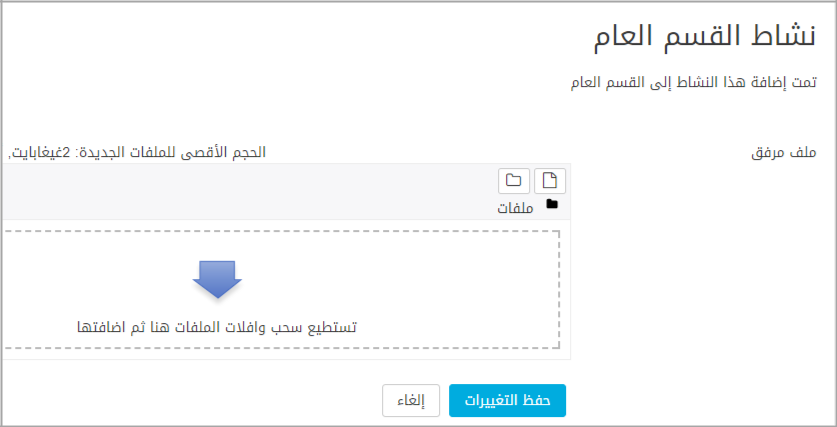 نشاط القسم العام
تمت إضافة هذا النشاط إلى القسم العام
ملف مرفق
الحجم الأقصى للملفات الجديدة: 2غيغابايت,
ملفات
تستطيع سحب وافلات الملفات هنا ثم اضافتها
حفظ التغييرات
إلغاء